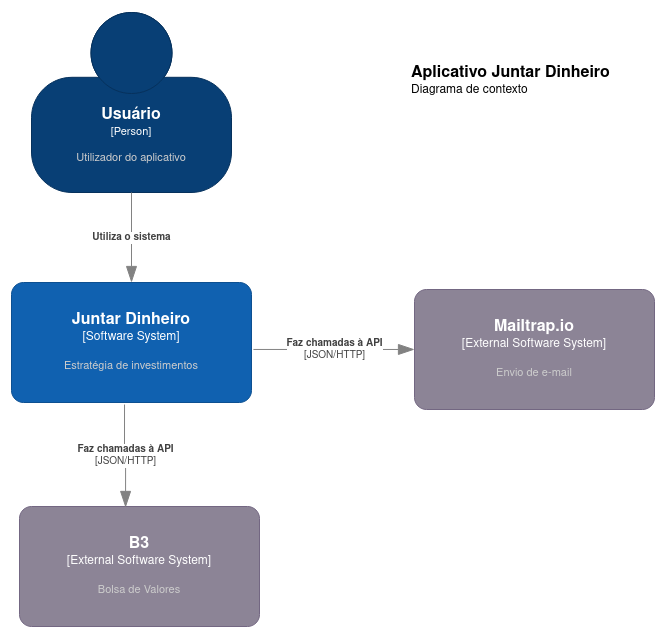 Aplicativo Juntar Dinheiro
Diagrama de contexto
Usuário
[Person]
Utilizador do aplicativo
Utiliza o sistema
Juntar Dinheiro
[Software System]
Estratégia de investimentos
Faz chamadas à API
[JSON/HTTP]
Mailtrap.io
[External Software System]
Envio de e-mail
Faz chamadas à API
[JSON/HTTP]
B3
[External Software System]
Bolsa de Valores